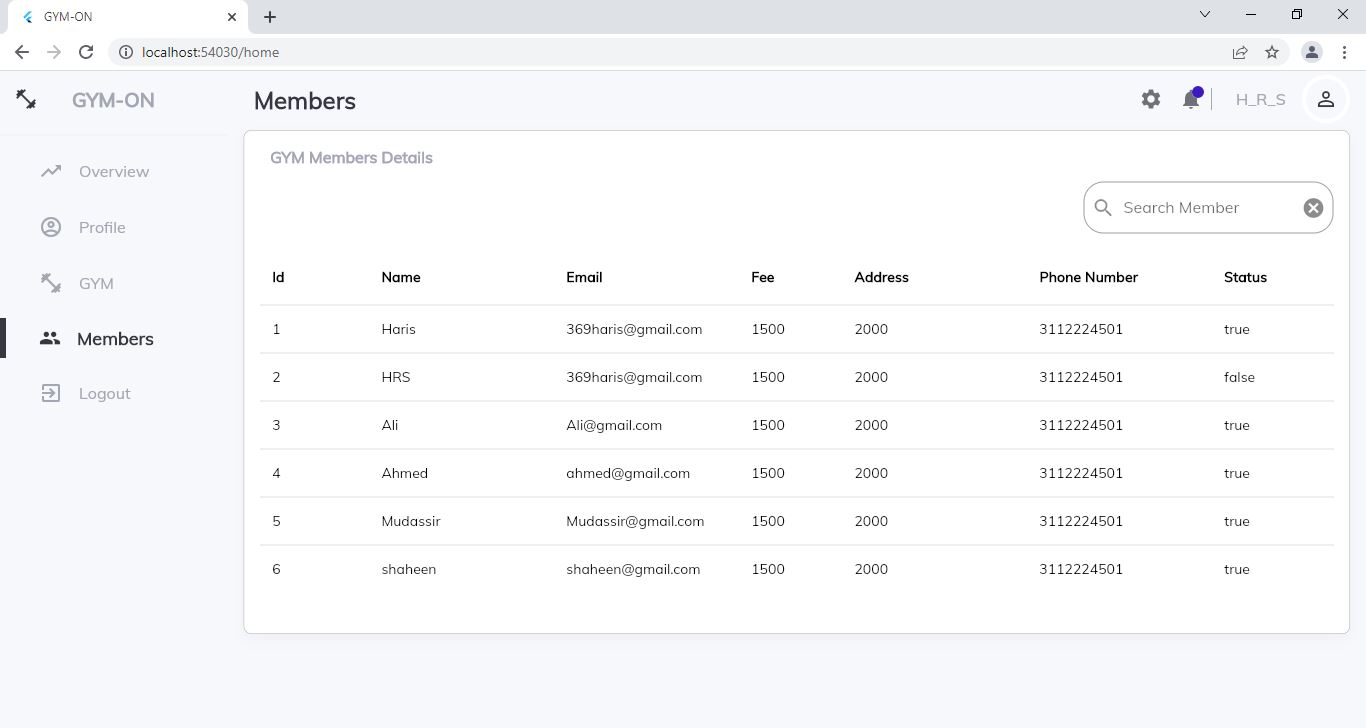 GYM-ON
localhost:54030/home
GYM-ON
Members
H_R_S
Overview
Profile
GYM
Members
Logout
GYM Members Details
Search Member
Id Name Email Fee Address Phone Number Status
1 Haris 369haris@gmail.com 1500 2000 3112224501 true
2 HRS 369haris@gmail.com 1500 2000 3112224501 false
3 Ali Ali@gmail.com 1500 2000 3112224501 true
4 Ahmed ahmed@gmail.com 1500 2000 3112224501 true
5 Mudassir Mudassir@gmail.com 1500 2000 3112224501 true
6 shaheen shaheen@gmail.com 1500 2000 3112224501 true